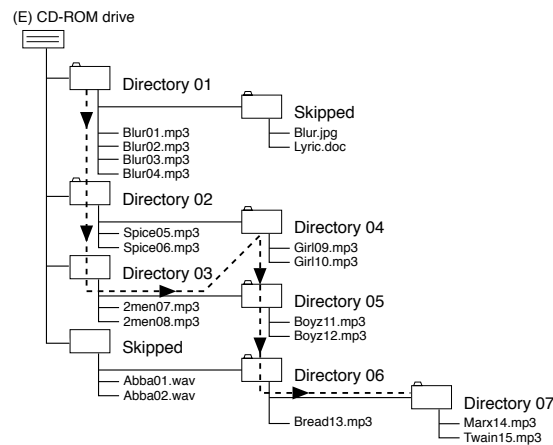 (E) CD-ROM drive
Directory 01
Skipped
Blur01.mp3
Blur02.mp3
Blur03.mp3
Blur04.mp3
Blur.jpg
Lyric.doc
Directory 02
Spice05.mp3
Spice06.mp3
Directory 04
Girl09.mp3
Girl10.mp3
Directory 03
2men07.mp3
2men08.mp3
Directory 05
Boyz11.mp3
Boyz12.mp3
Skipped
Abba01.wav
Abba02.wav
Directory 06
Bread13.mp3
Directory 07
Marx14.mp3
Twain15.mp3